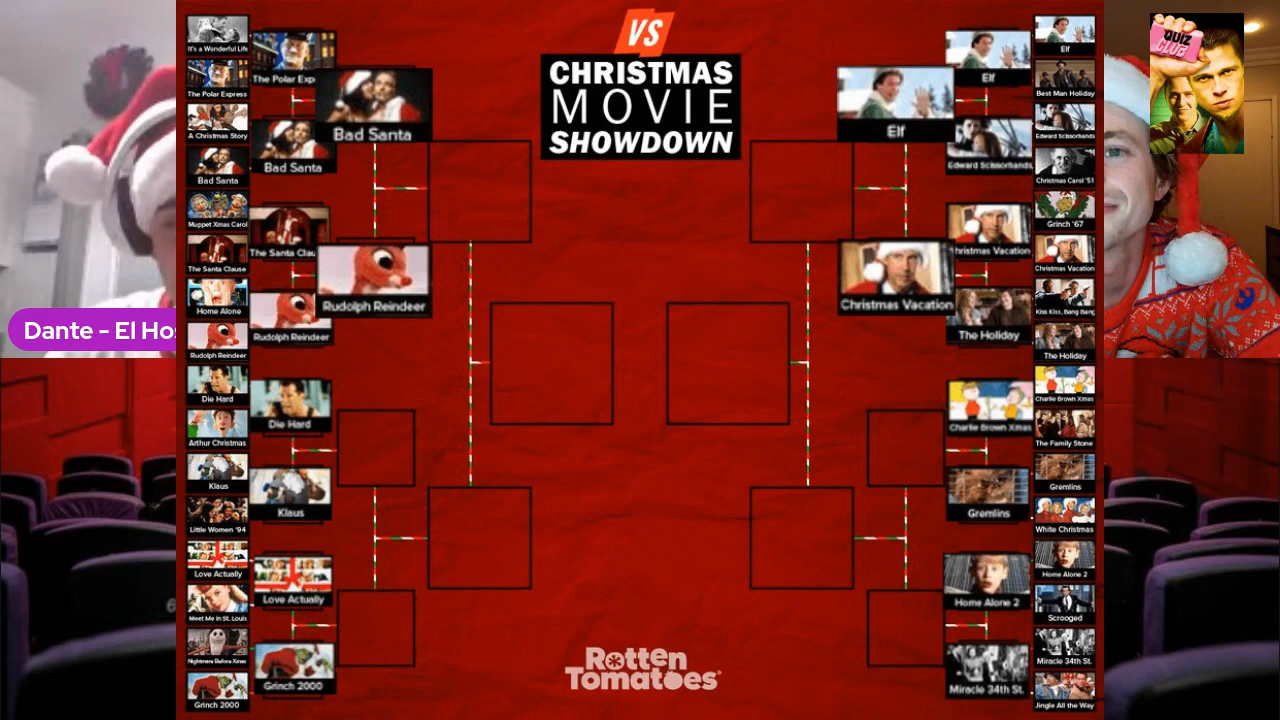 VS
CHRISTMAS
MOVIE
SHOWDOWN
It's a Wonderful Life
The Polar Express
A Christmas Story
Bad Santa
Muppet Xmas Carol
The Santa Clause
Home Alone
Rudolph Reindeer
Die Hard
Arthur Christmas
Klaus
Little Women '94
Love Actually
Meet Me in St. Louis
Nightmare Before Xmas
Grinch 2000
The Polar Exp
Bad Santa
The Santa Clau
Rudolph Reindeer
Die Hard
Klaus
Love Actually
Grinch 2000
Bad Santa
Rudolph Reindeer
Elf
Christmas Vacation
Elf
Edward Scissorhands
hristmas Vacation
The Holiday
Charlie Brown Xmas
Gremlins
Home Alone 2
Miracle 34th St.
Elf
Best Man Holiday
Edward Scissorhands
Christmas Carol '51
Grinch '67
Christmas Vacation
Kiss Kiss, Bang Bang
The Holiday
Charlie Brown Xmas
The Family Stone
Gremlins
White Christmas
Home Alone 2
Scrooged
Miracle 34th St.
Jingle All the Way
Dante - El Hos
QUIZ
CLUB
Rotten
Tomatoes